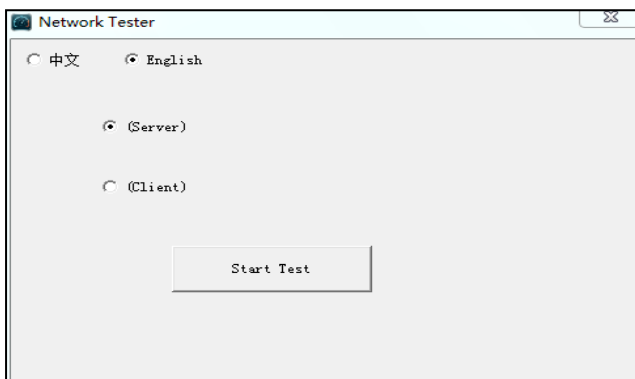 Network Tester
中文 English
(Server)
(Client)
Start Test